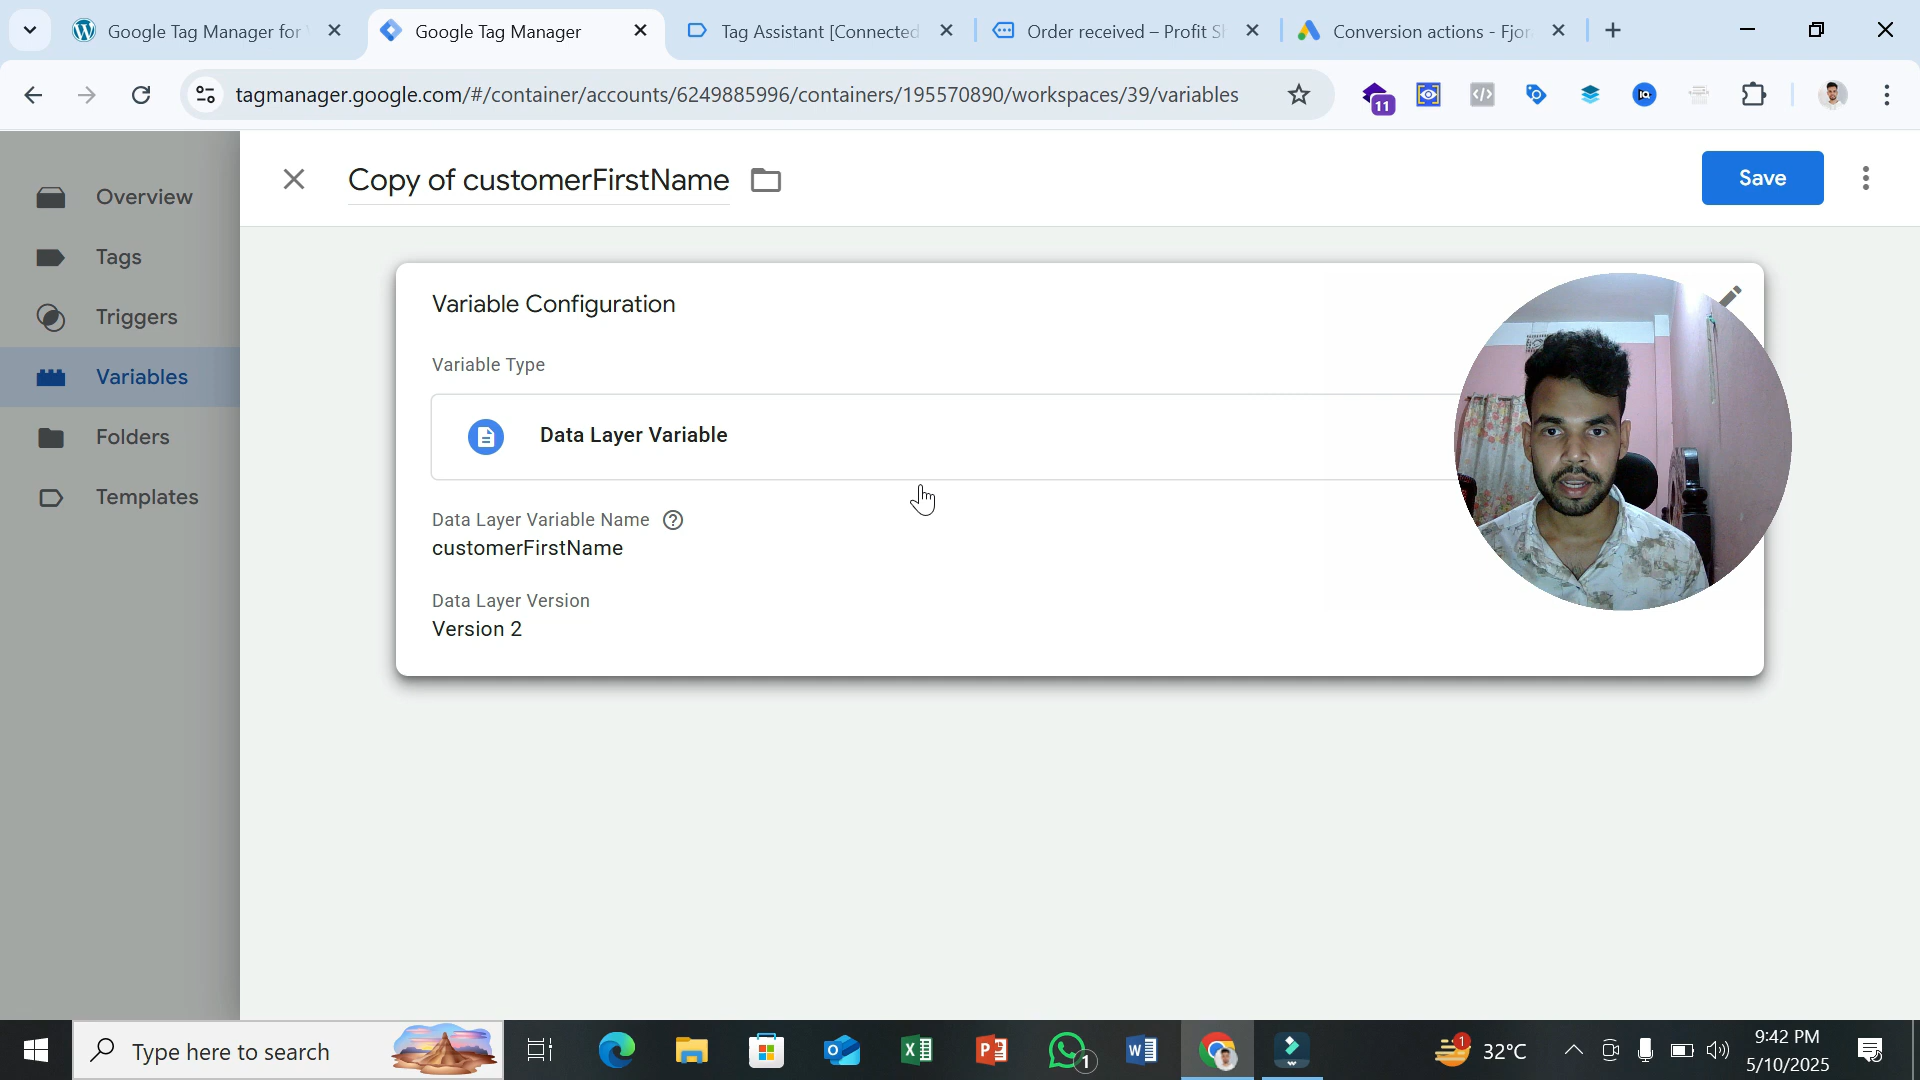 Google Tag Manager for
Google Tag Manager
Tag Assistant [Connected
Order received – Profit S
Conversion actions - Fjor
tagmanager.google.com/#/container/accounts/6249885996/containers/195570890/workspaces/39/variables
11
Overview
Tags
Triggers
Variables
Folders
Templates
Copy of customerFirstName
Save
Variable Configuration
Variable Type
Data Layer Variable
Data Layer Variable Name
customerFirstName
Data Layer Version
Version 2
Type here to search
1
1
32°C
9:42 PM
5/10/2025